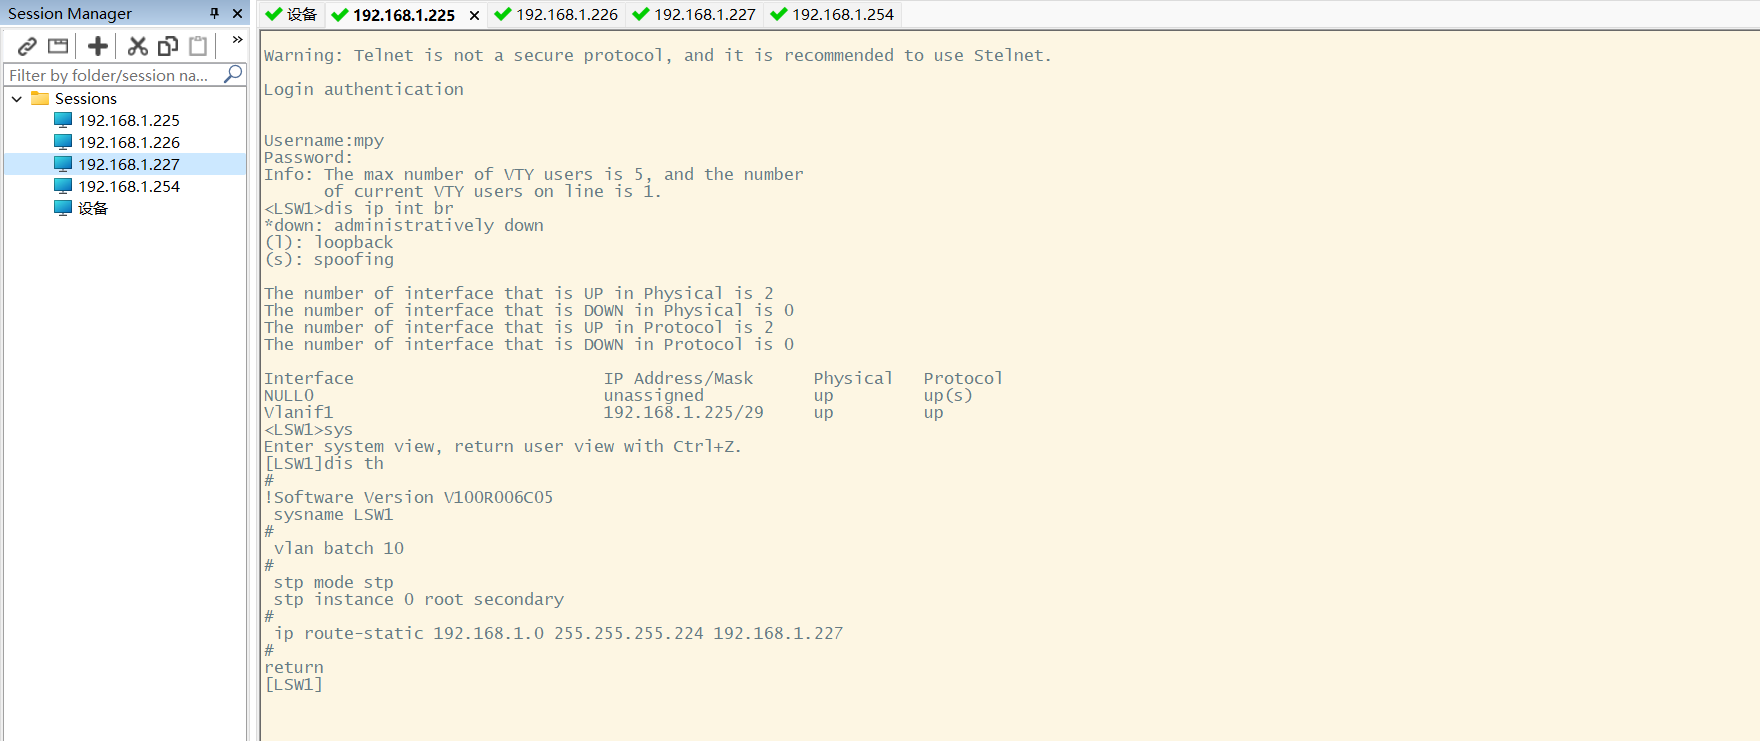 Session Manager
Filter by folder/session na...
Sessions
192.168.1.225
192.168.1.226
192.168.1.227
192.168.1.254
设备
设备 192.168.1.225 192.168.1.226 192.168.1.227 192.168.1.254
Warning: Telnet is not a secure protocol, and it is recommended to use Stelnet.
Login authentication
Username:mpy
Password:
Info: The max number of VTY users is 5, and the number
of current VTY users on line is 1.
<LSW1>dis ip int br
*down: administratively down
(l): loopback
(s): spoofing
The number of interface that is UP in Physical is 2
The number of interface that is DOWN in Physical is 0
The number of interface that is UP in Protocol is 2
The number of interface that is DOWN in Protocol is 0
Interface IP Address/Mask Physical Protocol
NULL0 unassigned up up(s)
Vlanif1 192.168.1.225/29 up up
<LSW1>sys
Enter system view, return user view with Ctrl+Z.
[LSW1]dis th
#
!Software Version V100R006C05
sysname LSW1
#
vlan batch 10
#
stp mode stp
stp instance 0 root secondary
#
ip route-static 192.168.1.0 255.255.255.224 192.168.1.227
#
return
[LSW1]